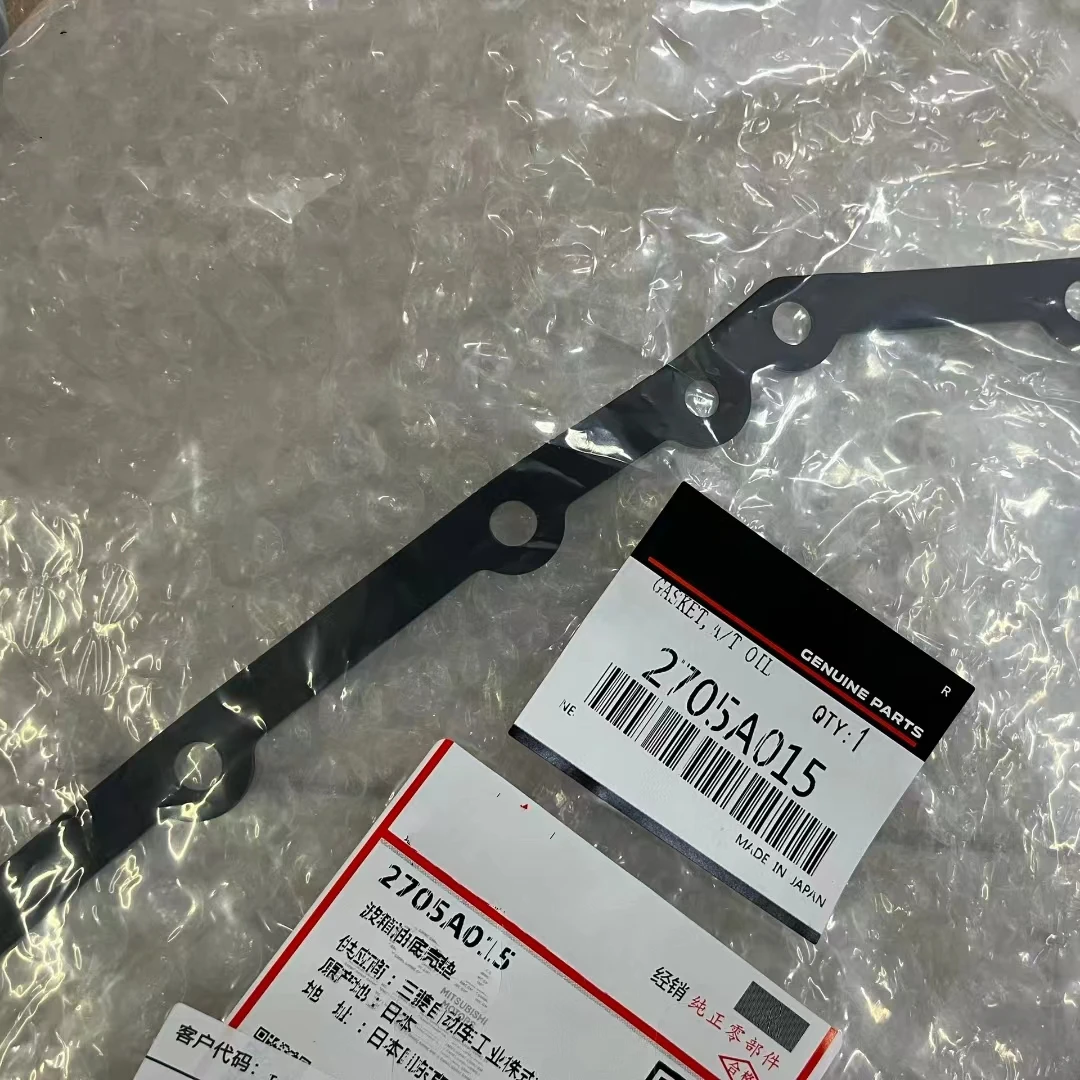 GENUINE PARTS
R
GASKET, A/T OIL
QTY:1
2705A015
NE
MADE IN JAPAN
2705A015
波箱油底壳垫
供应商：三菱自动车工业株式
原产地：日本
地 址：日本
MITSUBISHI
经销 纯正零部件
合格
客户代码：